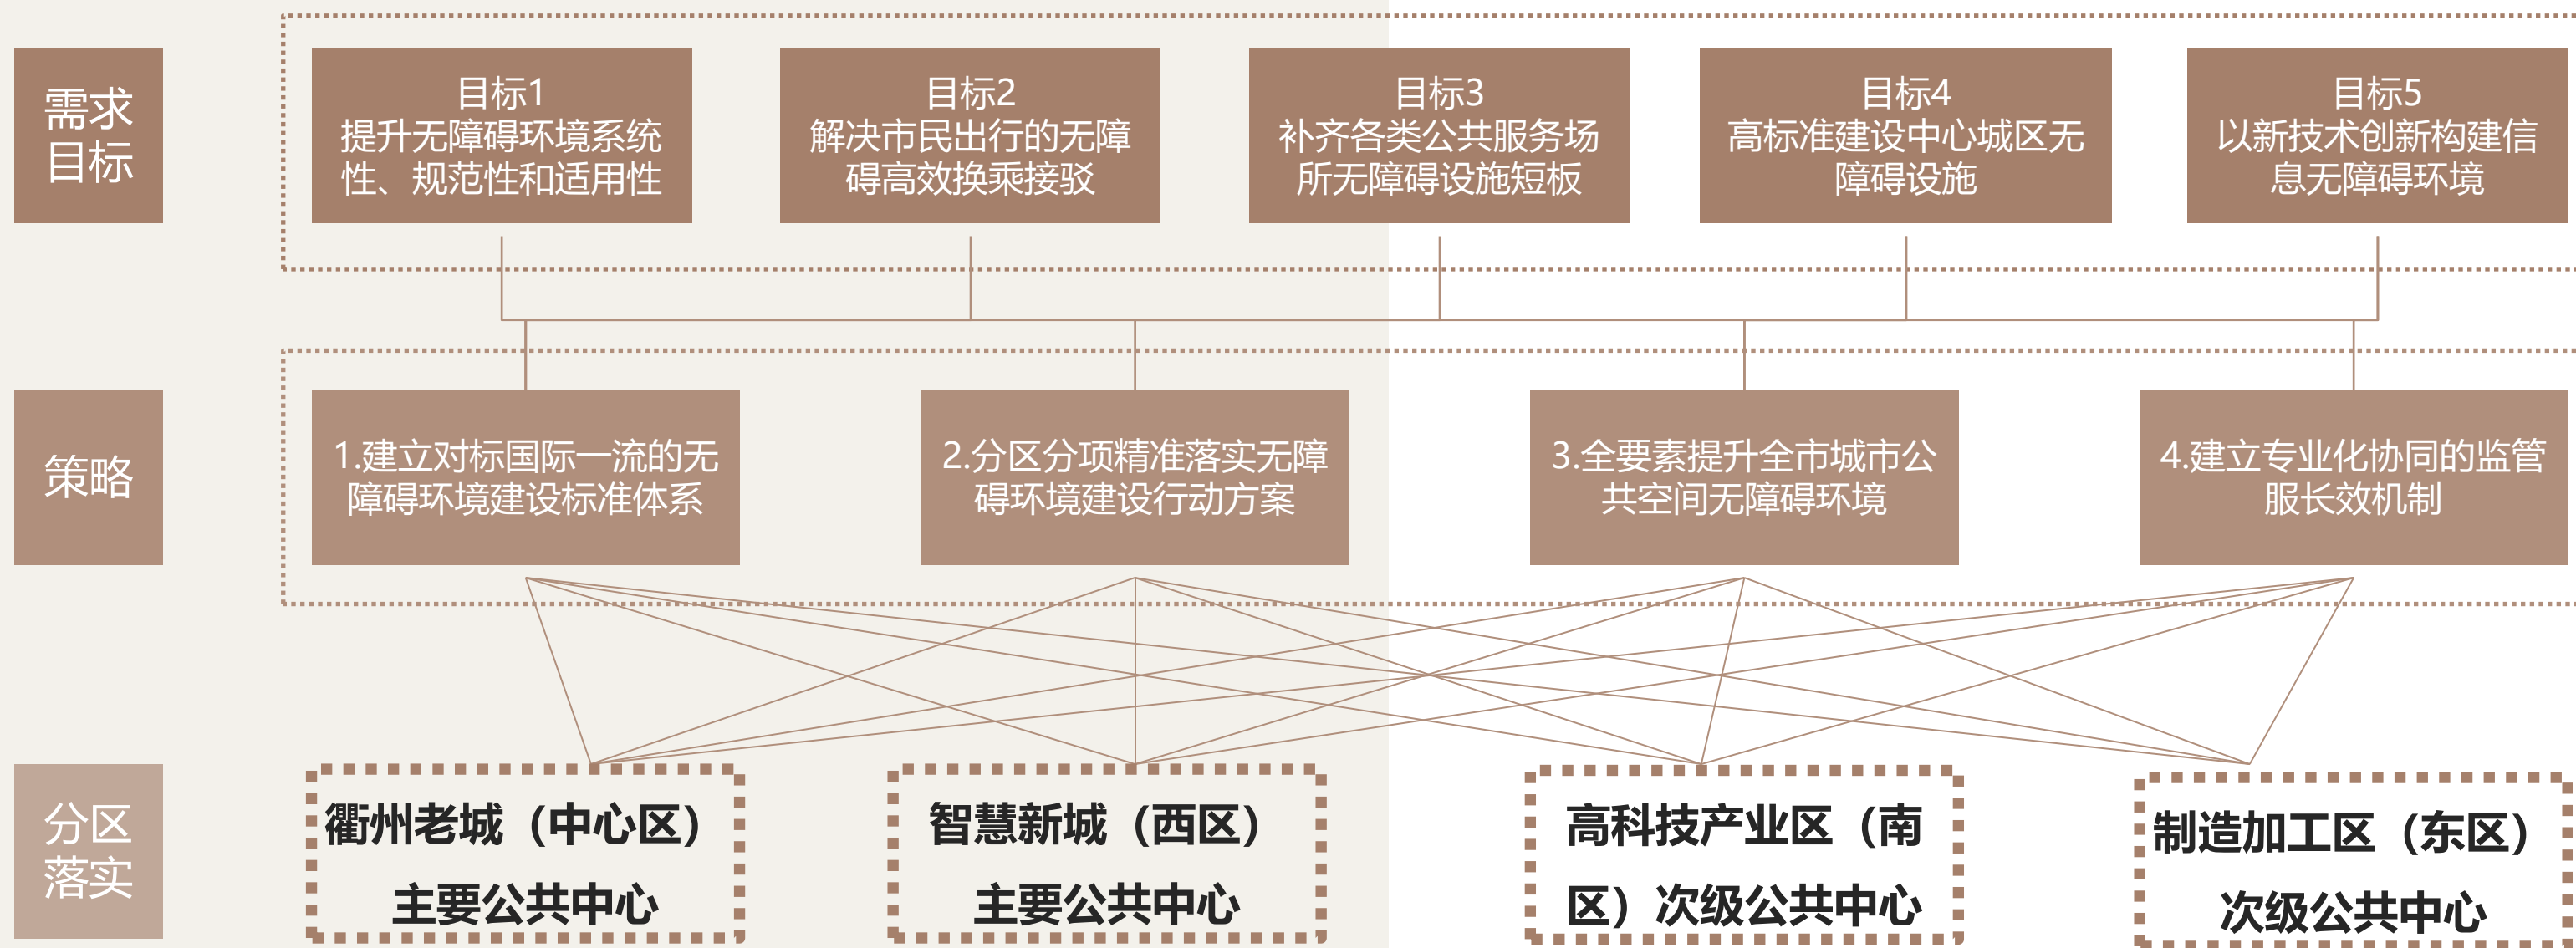 需求
目标
目标1
提升无障碍环境系统
性、规范性和适用性
目标2
解决市民出行的无障
碍高效换乘接驳
目标3
补齐各类公共服务场
所无障碍设施短板
目标4
高标准建设中心城区无
障碍设施
目标5
以新技术创新构建信
息无障碍环境
策略
1.建立对标国际一流的无
障碍环境建设标准体系
2.分区分项精准落实无障
碍环境建设行动方案
3.全要素提升全市城市公
共空间无障碍环境
4.建立专业化协同的监管
服长效机制
分区
落实
衢州老城（中心区）
主要公共中心
智慧新城（西区）
主要公共中心
高科技产业区（南
区）次级公共中心
制造加工区（东区）
次级公共中心